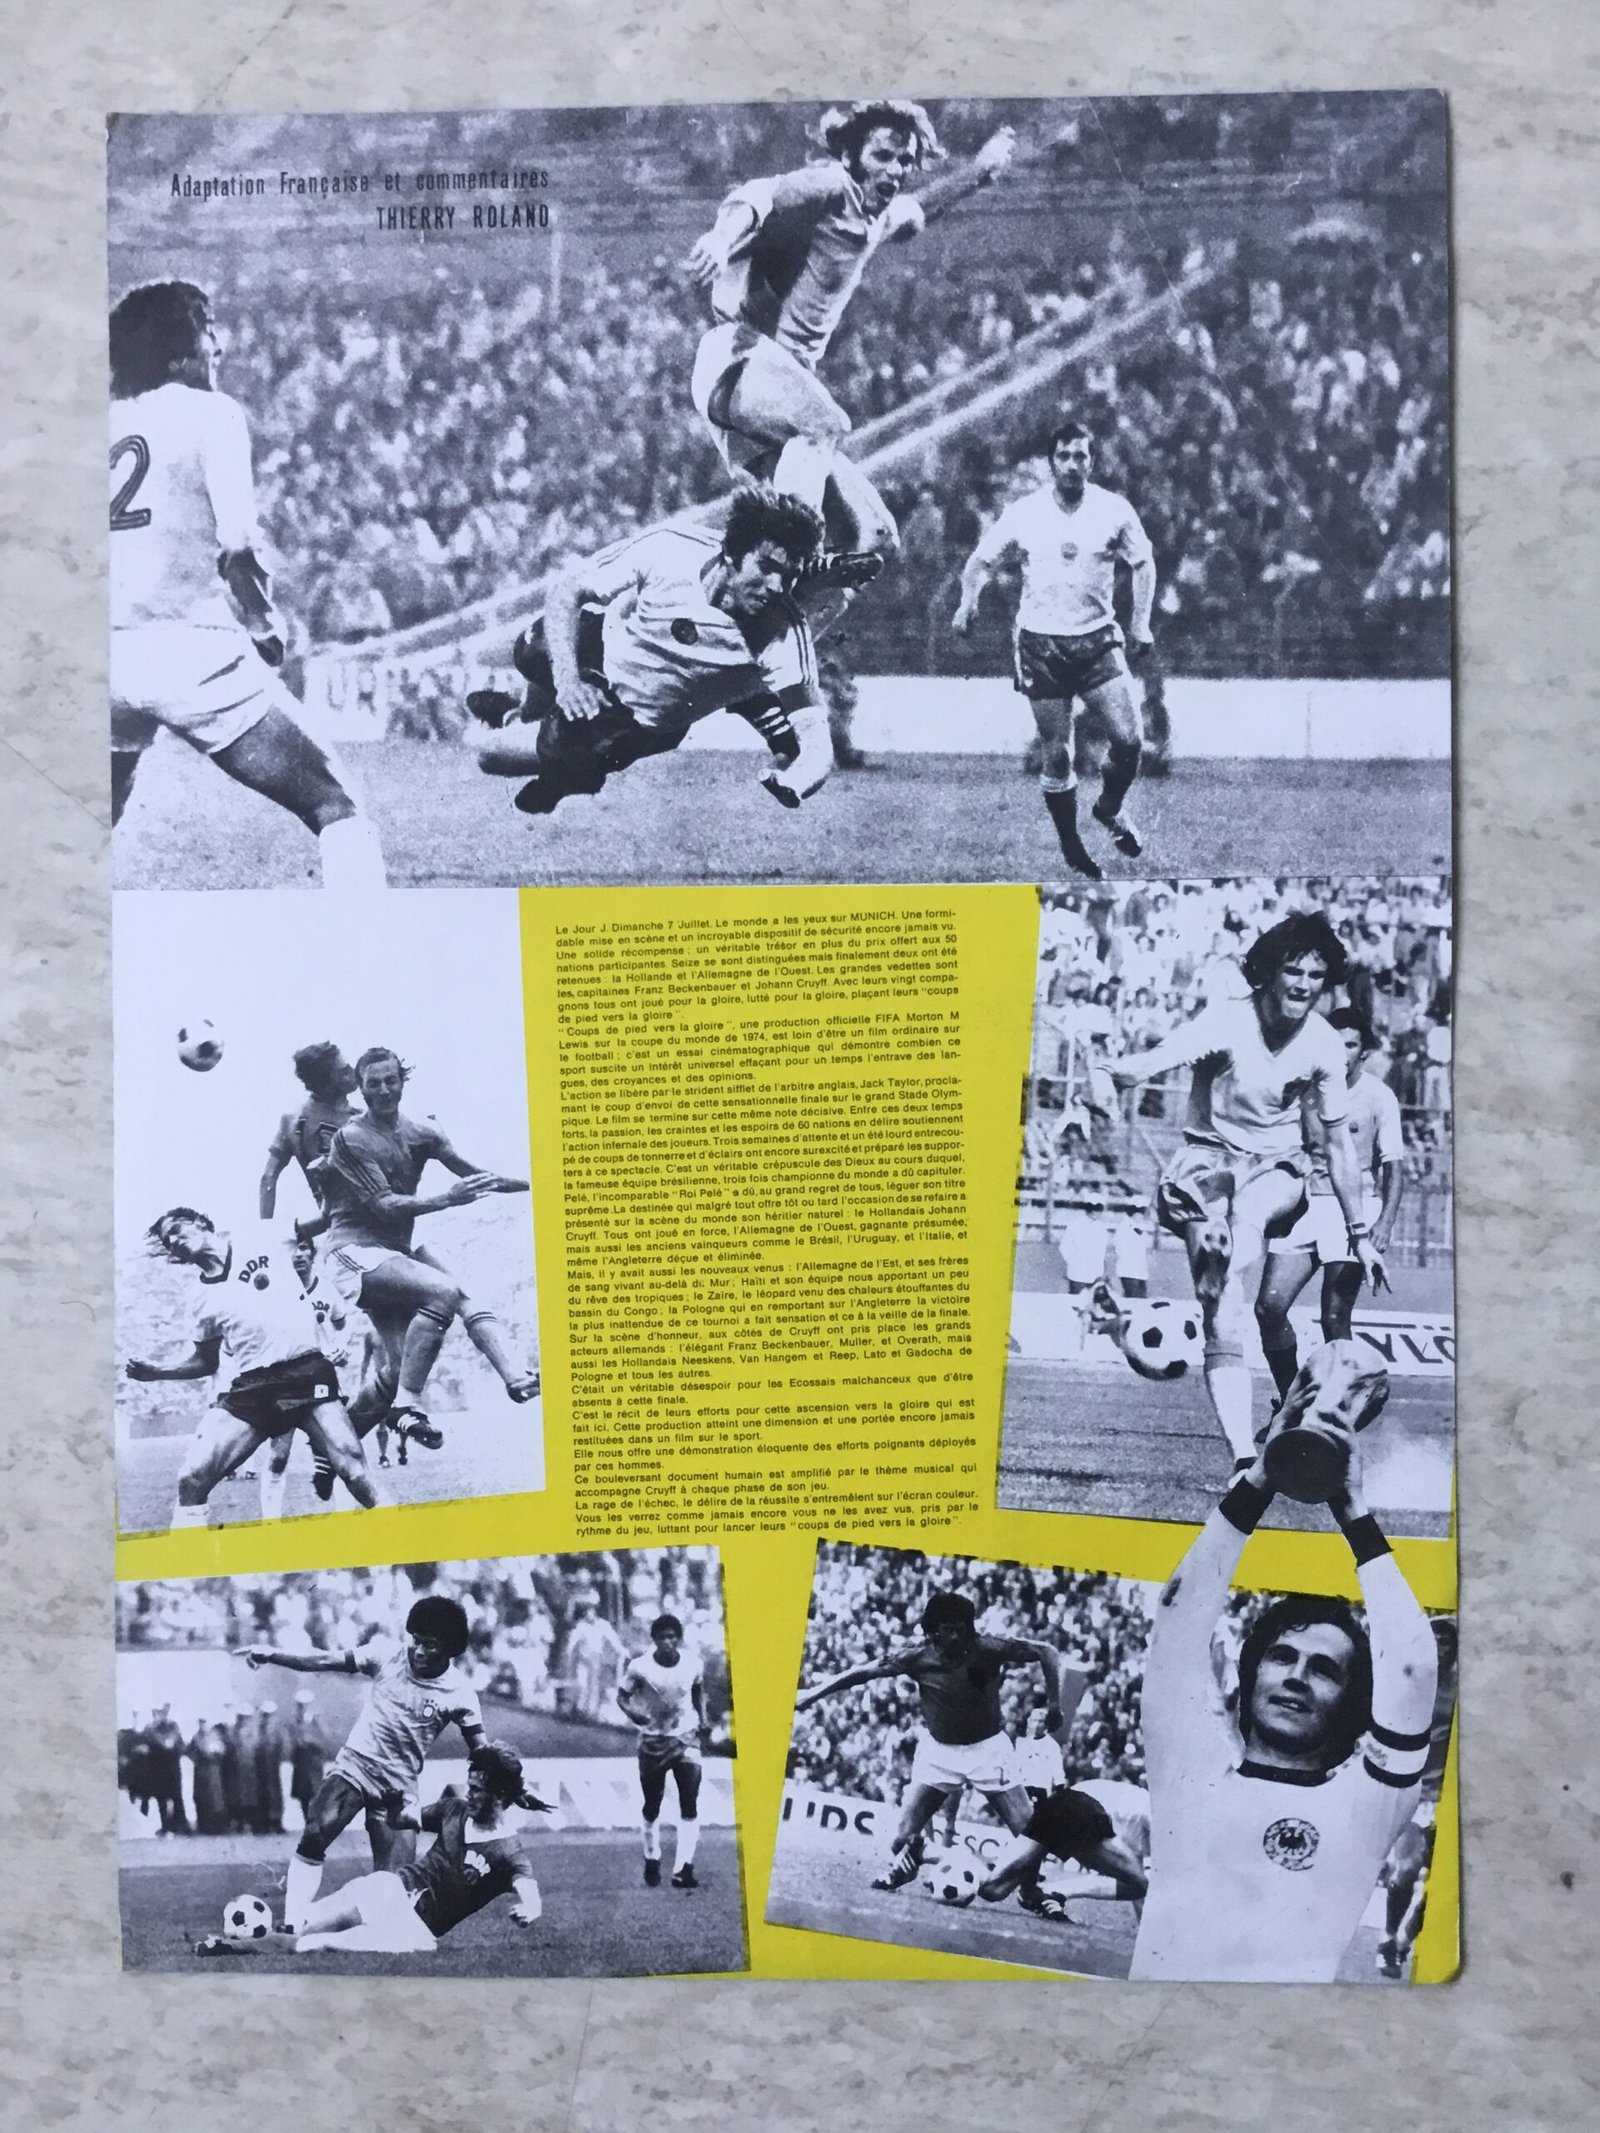 Adaptation Française et commentaires
THIERRY ROLAND
2
Le Jour J. Dimanche 7 Juillet. Le monde a les yeux sur MUNICH. Une formi-
dable mise en scène et un incroyable dispositif de sécurité encore jamais vu.
Une solide récompense : un véritable trésor en plus du prix offert aux 50
nations participantes. Seize se sont distinguées mais finalement deux ont été
retenues : la Hollande et l'Allemagne de l'Ouest. Les grandes vedettes sont
les capitaines Franz Beckenbauer et Johann Cruyff. Avec leurs vingt compa-
gnons tous ont joué pour la gloire, lutté pour la gloire, plaçant leurs "coups
de pied vers la gloire".
"Coups de pied vers la gloire", une production officielle FIFA Morton M
Lewis sur la coupe du monde de 1974, est loin d'être un film ordinaire sur
le football ; c'est un essai cinématographique qui démontre combien ce
sport suscite un intérêt universel effaçant pour un temps l'entrave des lan-
gues, des croyances et des opinions.
L'action se libère par le strident sifflet de l'arbitre anglais, Jack Taylor, procla-
mant le coup d'envoi de cette sensationnelle finale sur le grand Stade Olym-
pique. Le film se termine sur cette même note décisive. Entre ces deux temps
forts, la passion, les craintes et les espoirs de 60 nations en délire soutiennent
l'action infernale des joueurs. Trois semaines d'attente et un été lourd entrecou-
pé de coups de tonnerre et d'éclairs ont encore surexcité et préparé les suppor-
ters à ce spectacle. C'est un véritable crépuscule des Dieux au cours duquel,
la fameuse équipe brésilienne, trois fois championne du monde a dû capituler.
Pelé, l'incomparable "Roi Pelé" a dû, au grand regret de tous, léguer son titre
suprême. La destinée qui malgré tout offre tôt ou tard l'occasion de se refaire a
présenté sur la scène du monde son héritier naturel : le Hollandais Johann
Cruyff. Tous ont joué en force, l'Allemagne de l'Ouest, gagnante présumée,
mais aussi les anciens vainqueurs comme le Brésil, l'Uruguay, et l'Italie, et
même l'Angleterre déçue et éliminée.
Mais, il y avait aussi les nouveaux venus : l'Allemagne de l'Est, et ses frères
de sang vivant au-delà du Mur ; Haïti et son équipe nous apportant un peu
du rêve des tropiques ; le Zaïre, le léopard venu des chaleurs étouffantes du
bassin du Congo ; la Pologne qui en remportant sur l'Angleterre la victoire
la plus inattendue de ce tournoi a fait sensation et ce à la veille de la finale.
Sur la scène d'honneur, aux côtés de Cruyff ont pris place les grands
acteurs allemands : l'élégant Franz Beckenbauer, Muller, et Overath, mais
aussi les Hollandais Neeskens, Van Hangem et Reep, Lato et Gadocha de
Pologne et tous les autres.
C'était un véritable désespoir pour les Ecossais malchanceux que d'être
absents à cette finale.
C'est le récit de leurs efforts pour cette ascension vers la gloire qui est
fait ici. Cette production atteint une dimension et une portée encore jamais
restituées dans un film sur le sport.
Elle nous offre une démonstration éloquente des efforts poignants déployés
par ces hommes.
Ce bouleversant document humain est amplifié par le thème musical qui
accompagne Cruyff à chaque phase de son jeu.
La rage de l'échec, le délire de la réussite s'entremêlent sur l'écran couleur.
Vous les verrez comme jamais encore vous ne les avez vus, pris par le
rythme du jeu, luttant pour lancer leurs "coups de pied vers la gloire".
DDR